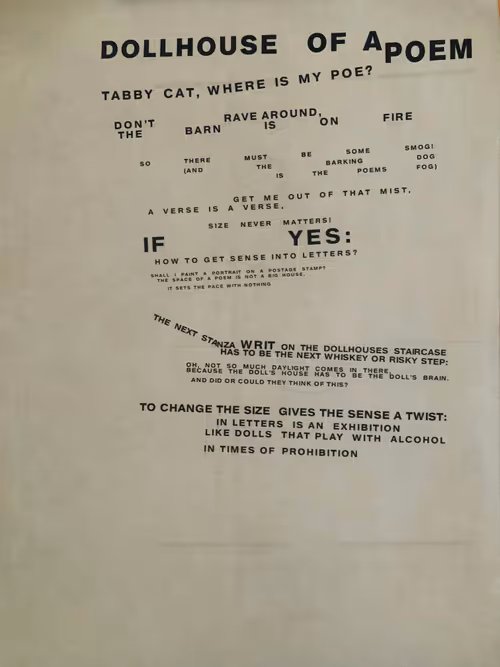 DOLLHOUSE OF A POEM
TABBY CAT, WHERE IS MY POE?
DON'T RAVE AROUND,
THE BARN IS ON FIRE
SO THERE MUST BE SOME SMOG!
(AND THE BARKING DOG
IS THE POEMS FOG)
GET ME OUT OF THAT MIST,
A VERSE IS A VERSE,
SIZE NEVER MATTERS!
IF YES:
HOW TO GET SENSE INTO LETTERS?
SHALL I PAINT A PORTRAIT ON A POSTAGE STAMP?
THE SPACE OF A POEM IS NOT A BIG HOUSE,
IT SETS THE PACE WITH NOTHING
THE NEXT STANZA WRIT ON THE DOLLHOUSES STAIRCASE
HAS TO BE THE NEXT WHISKEY OR RISKY STEP:
OH, NOT SO MUCH DAYLIGHT COMES IN THERE,
BECAUSE THE DOLL'S HOUSE HAS TO BE THE DOLL'S BRAIN.
AND DID OR COULD THEY THINK OF THIS?
TO CHANGE THE SIZE GIVES THE SENSE A TWIST:
IN LETTERS IS AN EXHIBITION
LIKE DOLLS THAT PLAY WITH ALCOHOL
IN TIMES OF PROHIBITION